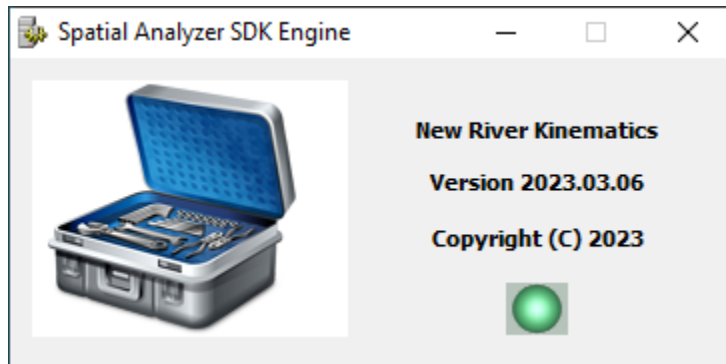 Spatial Analyzer SDK Engine
New River Kinematics
Version 2023.03.06
Copyright (C) 2023